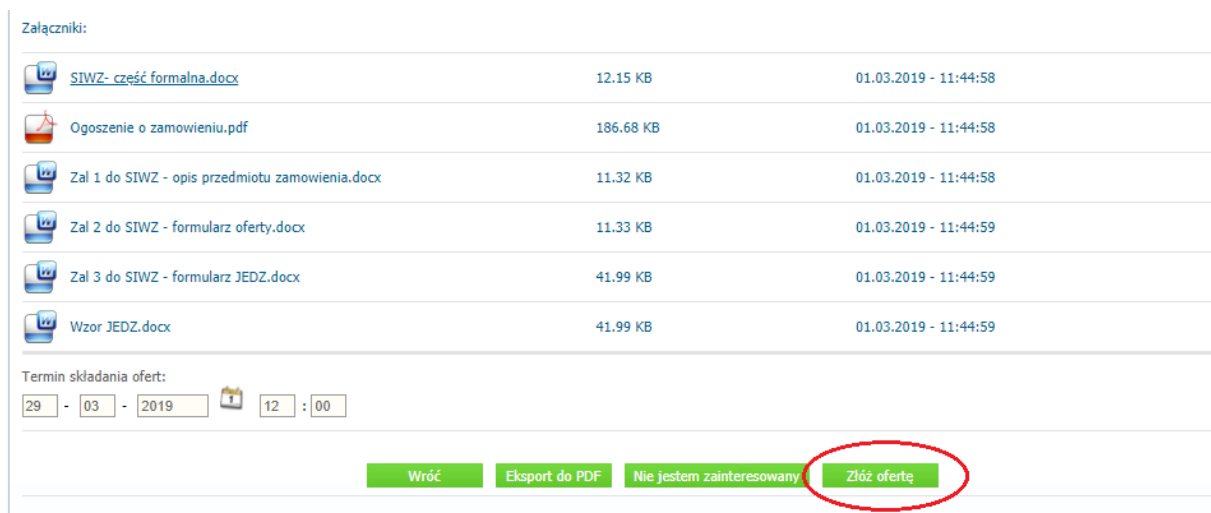 Załączniki:
SIWZ- część formalna.docx 12.15 KB 01.03.2019 - 11:44:58
Ogoszenie o zamowieniu.pdf 186.68 KB 01.03.2019 - 11:44:58
Zal 1 do SIWZ - opis przedmiotu zamowienia.docx 11.32 KB 01.03.2019 - 11:44:58
Zal 2 do SIWZ - formularz oferty.docx 11.33 KB 01.03.2019 - 11:44:59
Zal 3 do SIWZ - formularz JEDZ.docx 41.99 KB 01.03.2019 - 11:44:59
Wzor JEDZ.docx 41.99 KB 01.03.2019 - 11:44:59
Termin składania ofert:
29 - 03 - 2019 12 : 00
Wróć Eksport do PDF Nie jestem zainteresowany Złóż ofertę